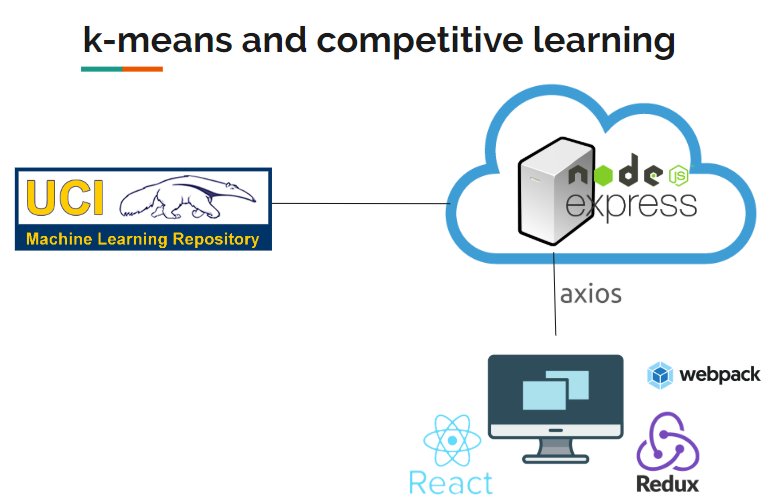 k-means and competitive learning
UCI
Machine Learning Repository
node
JS
express
axios
webpack
React
Redux